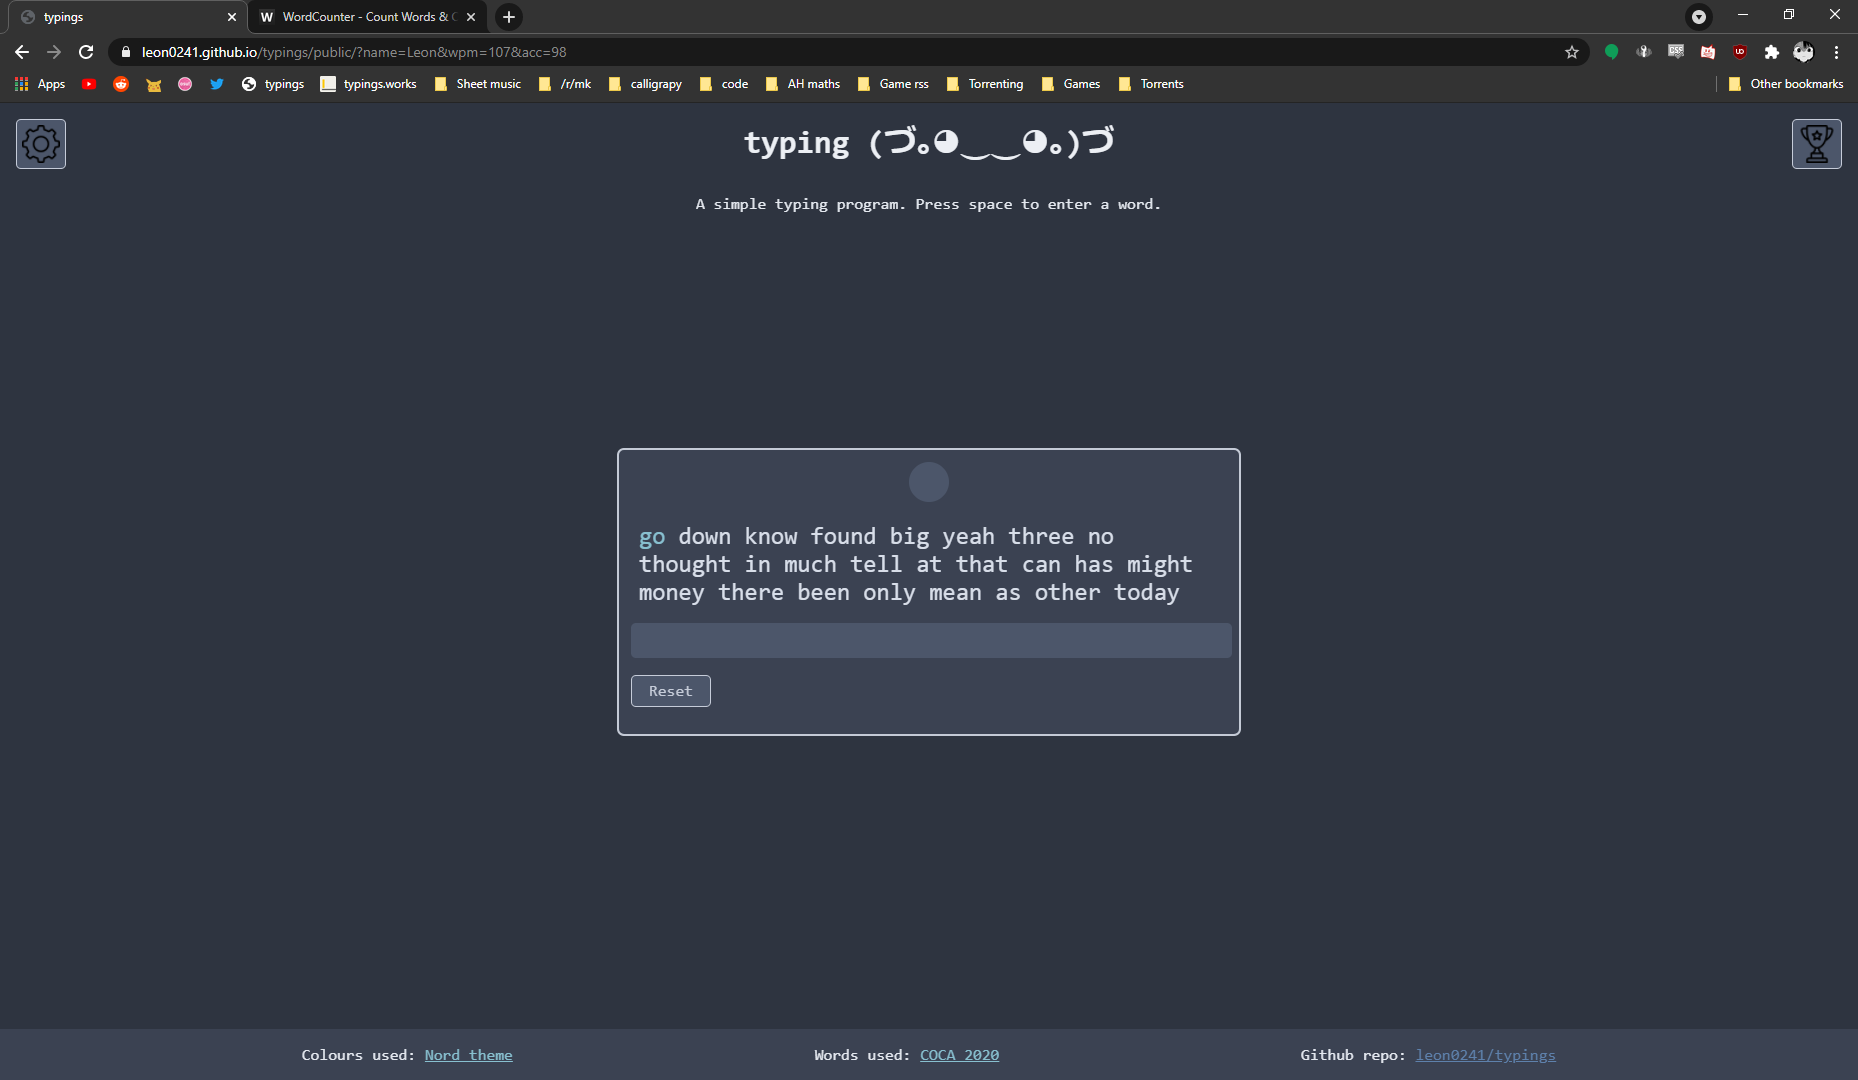 typings
WordCounter - Count Words &
leon0241.github.io/typings/public/?name=Leon&wpm=107&acc=98
Apps typings typings.works Sheet music /r/mk calligrapy code AH maths Game rss Torrenting Games Torrents Other bookmarks
typing (づ｡◕‿‿◕｡)づ
A simple typing program. Press space to enter a word.
go down know found big yeah three no
thought in much tell at that can has might
money there been only mean as other today
Reset
Colours used: Nord theme Words used: COCA 2020 Github repo: leon0241/typings